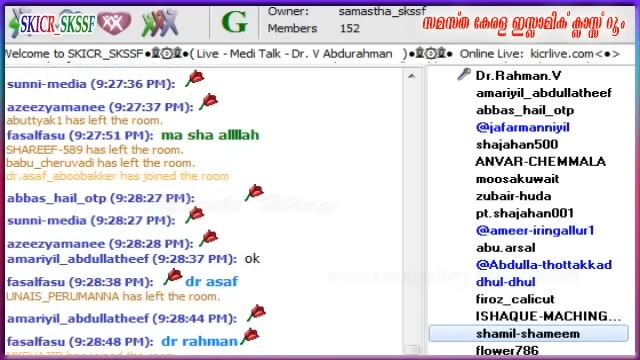 SKICR_SKSSF
G
Owner: samastha_skssf
Members 152
സമസ്ത കേരള ഇസ്ലാമിക് ക്ലാസ്സ് റൂം
Welcome to SKICR_SKSSF●۩۞۩●( Live - Medi Talk - Dr. V Abdurahman )●۩۞۩● Online Live: kicrlive.com <
sunni-media (9:27:36 PM):
azeezyamanee (9:27:37 PM):
abuttyak1 has left the room.
fasalfasu (9:27:51 PM): ma sha allllah
SHAREEF-589 has left the room.
babu_cheruvadi has left the room.
dr.asaf_aboobakker has joined the room
abbas_hail_otp (9:28:27 PM):
sunni-media (9:28:27 PM):
azeezyamanee (9:28:28 PM):
amariyil_abdullatheef (9:28:37 PM): ok
fasalfasu (9:28:38 PM): dr asaf
UNAIS_PERUMANNA has left the room.
amariyil_abdullatheef (9:28:44 PM):
fasalfasu (9:28:48 PM): dr rahman
Dr.Rahman.V
amariyil_abdullatheef
abbas_hail_otp
@jafarmanniyil
shajahan500
ANVAR-CHEMMALA
moosakuwait
zubair-huda
pt.shajahan001
@ameer-iringallur1
abu.arsal
@Abdulla-thottakkad
dhul-dhul
firoz_calicut
ISHAQUE-MACHING...
shamil-shameem
flower786